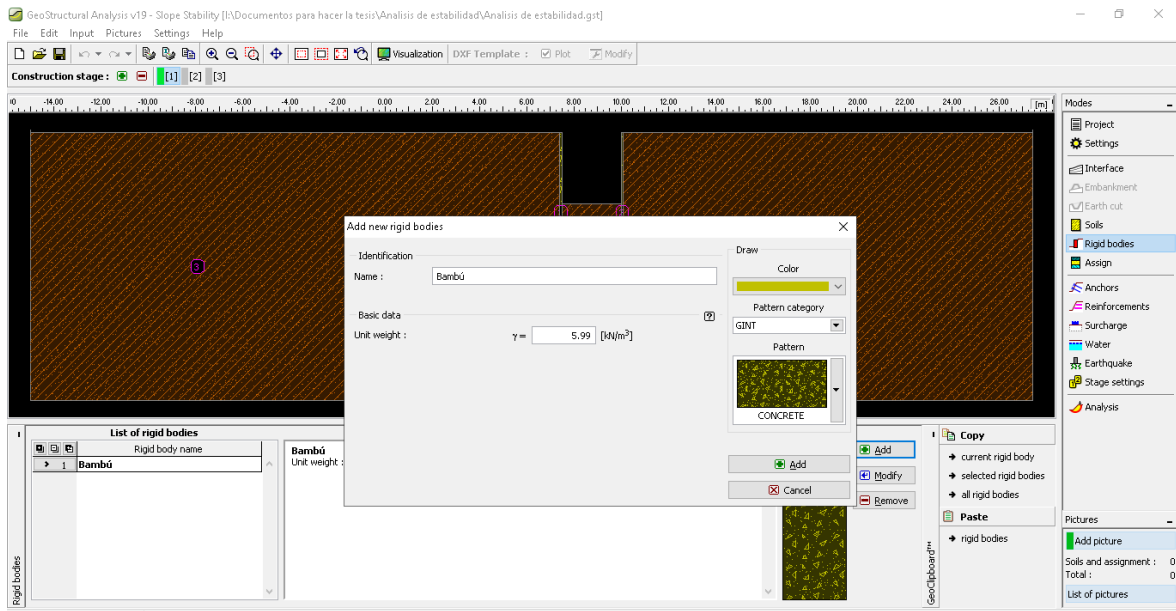 GeoStructural Analysis v19 - Slope Stability [I:\Documentos para hacer la tesis\Analisis de estabilidad\Analisis de estabilidad.gst]
File Edit Input Pictures Settings Help
Visualization DXF Template : Plot Modify
Construction stage : [1] [2] [3]
-14.00 -12.00 -10.00 -8.00 -6.00 -4.00 -2.00 0.00 2.00 4.00 6.00 8.00 10.00 12.00 14.00 16.00 18.00 20.00 22.00 24.00 26.00 [m]
3
Add new rigid bodies
Identification
Name : Bambú
Basic data
Unit weight : γ = 5.99 [kN/m³]
Draw
Color
Pattern category
GINT
Pattern
CONCRETE
Add
Cancel
Modes
Project
Settings
Interface
Embankment
Earth cut
Soils
Rigid bodies
Assign
Anchors
Reinforcements
Surcharge
Water
Earthquake
Stage settings
Analysis
Rigid bodies
List of rigid bodies
Rigid body name
1 Bambú
Bambú
Unit weight :
Add
Modify
Remove
GeoClipboard™
Copy
current rigid body
selected rigid bodies
all rigid bodies
Paste
rigid bodies
Pictures
Add picture
Soils and assignment : 0
Total : 0
List of pictures